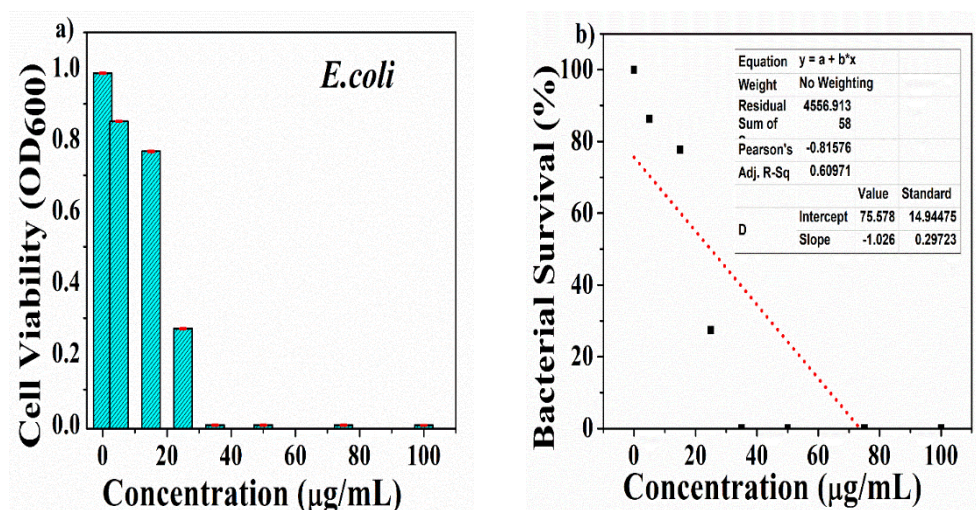 a)
E.coli
Cell Viability (OD600)
1.0
0.8
0.6
0.4
0.2
0.0
0 20 40 60 80 100
Concentration (µg/mL)
b)
Bacterial Survival (%)
100
80
60
40
20
0
0 20 40 60 80 100
Concentration (µg/mL)
Equation y = a + b*x
Weight No Weighting
Residual 4556.913
Sum of 58
Pearson's -0.81576
Adj. R-Sq 0.60971
Value Standard
D
Intercept 75.578 14.94475
Slope -1.026 0.29723